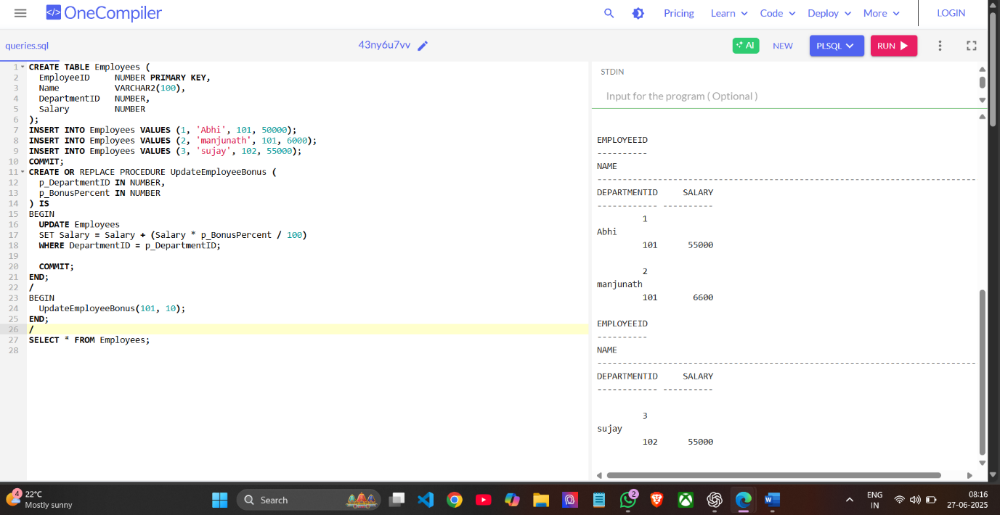 OneCompiler
Pricing Learn Code Deploy More LOGIN
queries.sql
43ny6u7vv
AI NEW PLSQL RUN
1 CREATE TABLE Employees (
2 EmployeeID NUMBER PRIMARY KEY,
3 Name VARCHAR2(100),
4 DepartmentID NUMBER,
5 Salary NUMBER
6 );
7 INSERT INTO Employees VALUES (1, 'Abhi', 101, 50000);
8 INSERT INTO Employees VALUES (2, 'manjunath', 101, 6000);
9 INSERT INTO Employees VALUES (3, 'sujay', 102, 55000);
10 COMMIT;
11 CREATE OR REPLACE PROCEDURE UpdateEmployeeBonus (
12 p_DepartmentID IN NUMBER,
13 p_BonusPercent IN NUMBER
14 ) IS
15 BEGIN
16 UPDATE Employees
17 SET Salary = Salary + (Salary * p_BonusPercent / 100)
18 WHERE DepartmentID = p_DepartmentID;
19
20 COMMIT;
21 END;
22 /
23 BEGIN
24 UpdateEmployeeBonus(101, 10);
25 END;
26 /
27 SELECT * FROM Employees;
28
STDIN
Input for the program ( Optional )
EMPLOYEEID
----------
NAME
--------------------------------------------------------------------------
DEPARTMENTID SALARY
------------ ----------
1
Abhi
101 55000
2
manjunath
101 6600
EMPLOYEEID
----------
NAME
--------------------------------------------------------------------------
DEPARTMENTID SALARY
------------ ----------
3
sujay
102 55000
4
22°C
Mostly sunny
Search
2
ENG
IN
08:16
27-06-2025